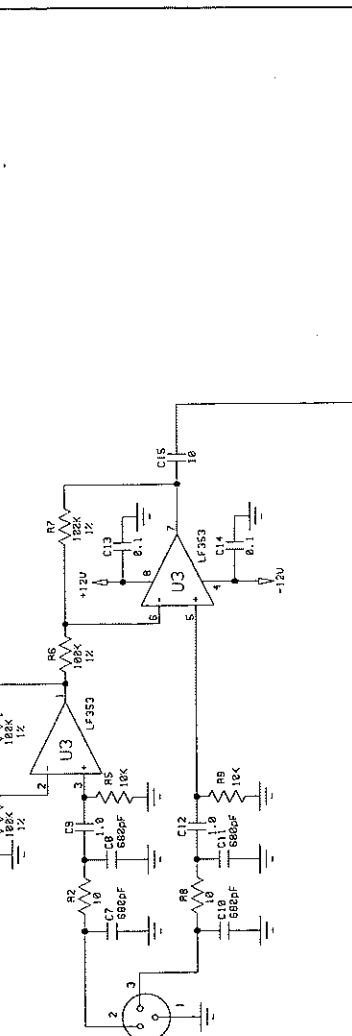 C15
10
R7
100K
1%
C13
0.1
+12V
8
7
U3
LF353
6
-
5
+
4
C14
0.1
-12V
R6
100K
1%
100K
1%
1
LF353
U3
2
-
3
+
100K
1%
R5
10K
C9
1.0
C8
680pF
R2
10
C7
680pF
C12
1.0
R9
10K
C11
680pF
R8
10
C10
680pF
2
3
1